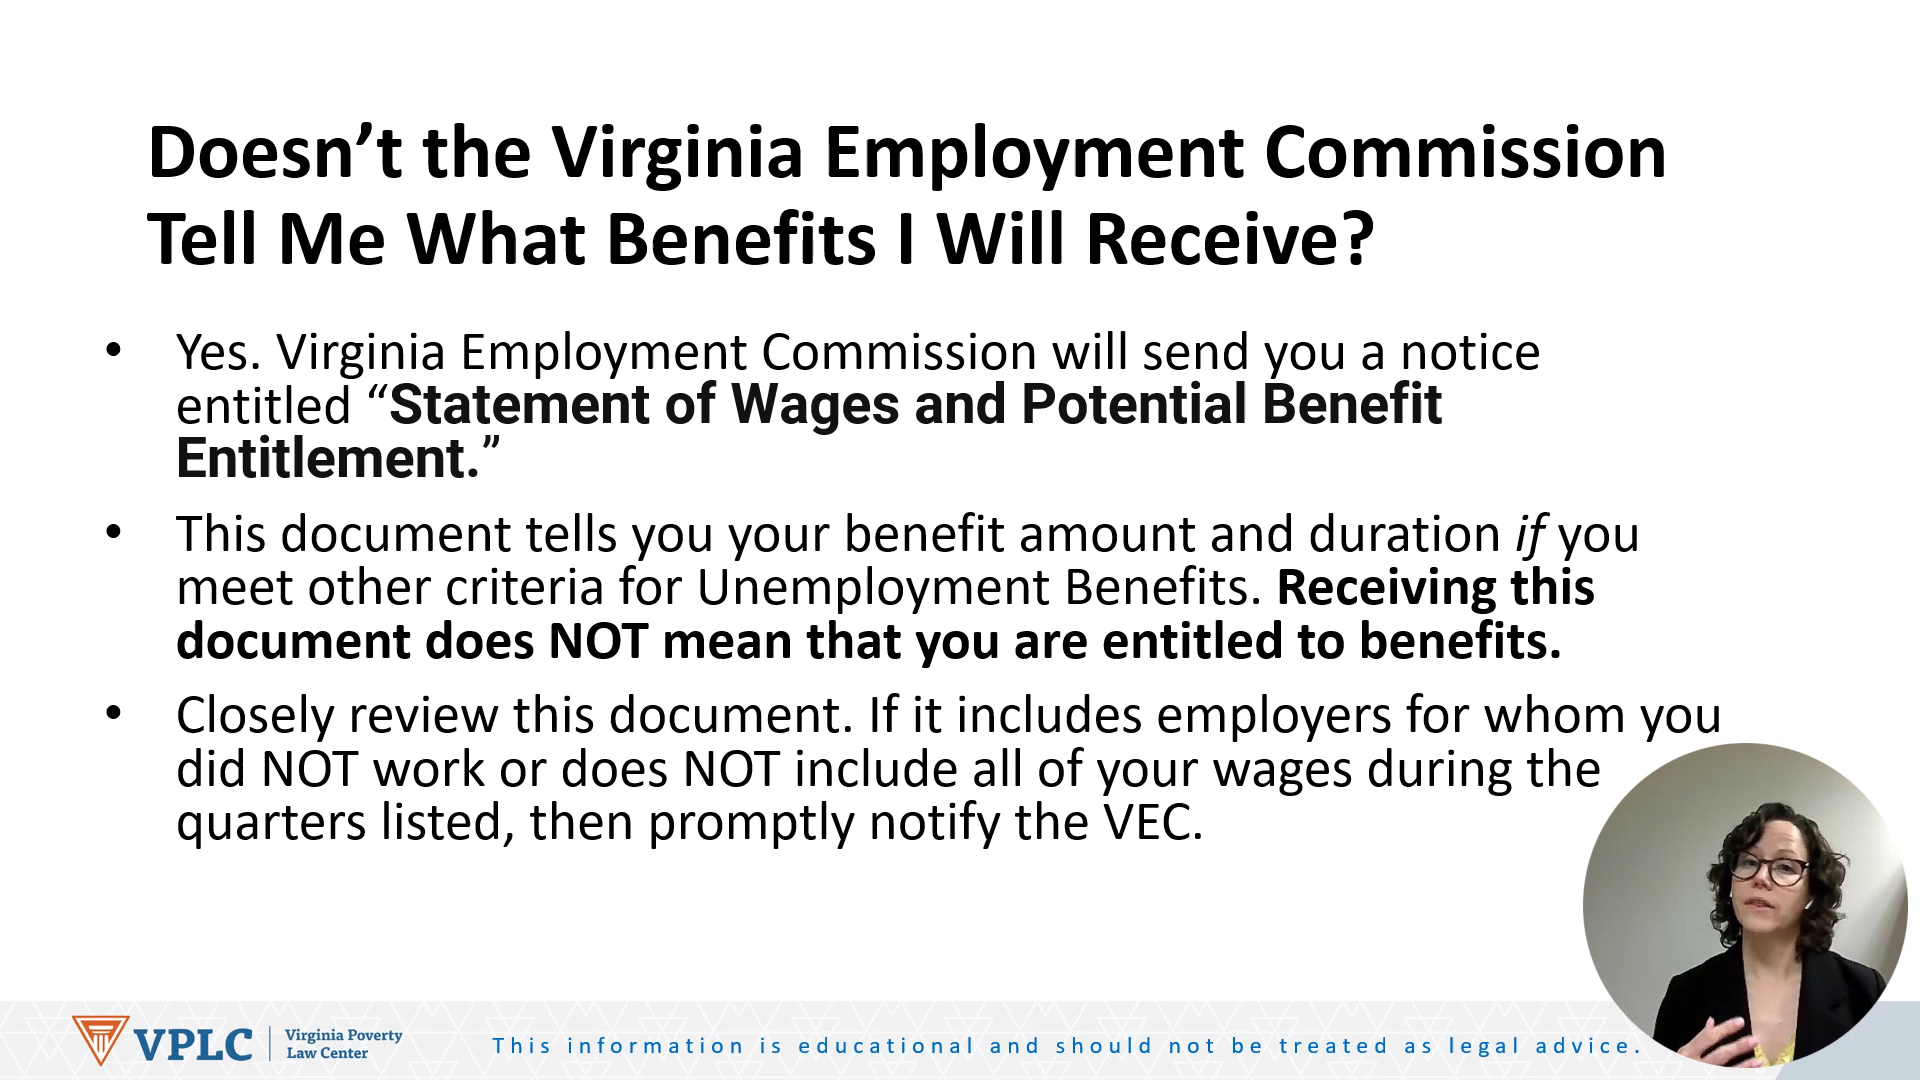 Doesn’t the Virginia Employment Commission
Tell Me What Benefits I Will Receive?
• Yes. Virginia Employment Commission will send you a notice
entitled “Statement of Wages and Potential Benefit
Entitlement.”
• This document tells you your benefit amount and duration if you
meet other criteria for Unemployment Benefits. Receiving this
document does NOT mean that you are entitled to benefits.
• Closely review this document. If it includes employers for whom you
did NOT work or does NOT include all of your wages during the
quarters listed, then promptly notify the VEC.
VPLC
Virginia Poverty
Law Center
This information is educational and should not be treated as legal advice.